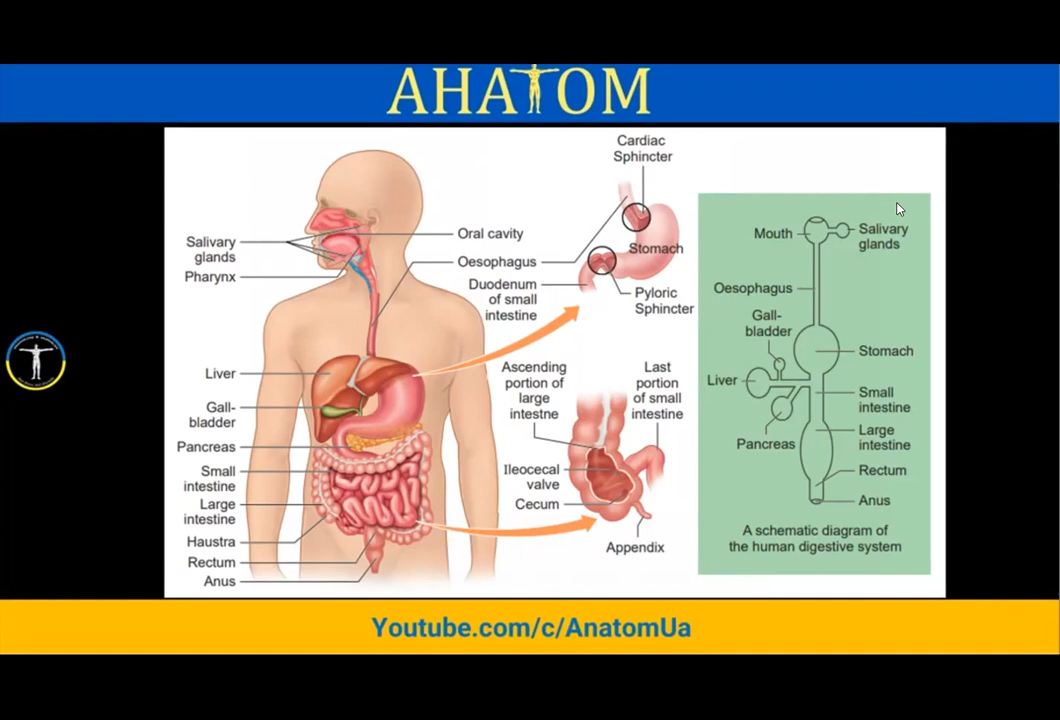 АНАТОМ
Cardiac
Sphincter
Salivary
glands
Pharynx
Oral cavity
Oesophagus
Duodenum
of small
intestine
Stomach
Pyloric
Sphincter
Liver
Gall-
bladder
Pancreas
Small
intestine
Large
intestine
Haustra
Rectum
Anus
Ascending
portion of
large
intestne
Last
portion
of small
intestine
Ileocecal
valve
Cecum
Appendix
Mouth
Salivary
glands
Oesophagus
Gall-
bladder
Stomach
Liver
Small
intestine
Pancreas
Large
intestine
Rectum
Anus
A schematic diagram of
the human digestive system
Youtube.com/c/AnatomUa